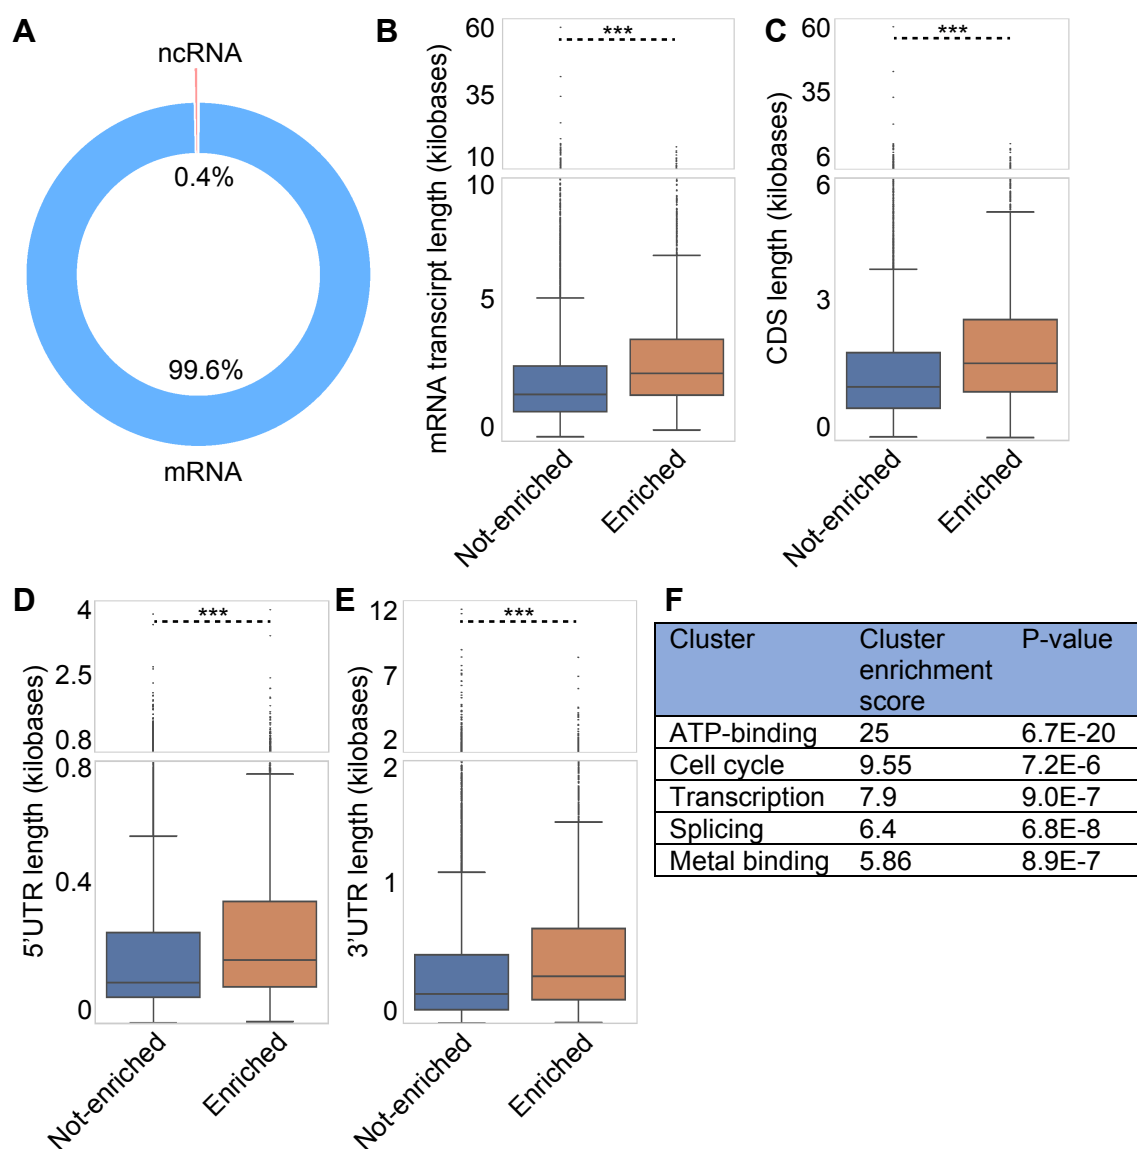 A
ncRNA
0.4%
99.6%
mRNA
B
mRNA transcirpt length (kilobases)
60
35
10
10
5
0
***
Not-enriched
Enriched
C
CDS length (kilobases)
60
35
6
6
3
0
***
Not-enriched
Enriched
D
5'UTR length (kilobases)
4
2.5
0.8
0.8
0.4
0
***
Not-enriched
Enriched
E
3'UTR length (kilobases)
12
7
2
2
1
0
***
Not-enriched
Enriched
F
Cluster Cluster enrichment score P-value
ATP-binding 25 6.7E-20
Cell cycle 9.55 7.2E-6
Transcription 7.9 9.0E-7
Splicing 6.4 6.8E-8
Metal binding 5.86 8.9E-7